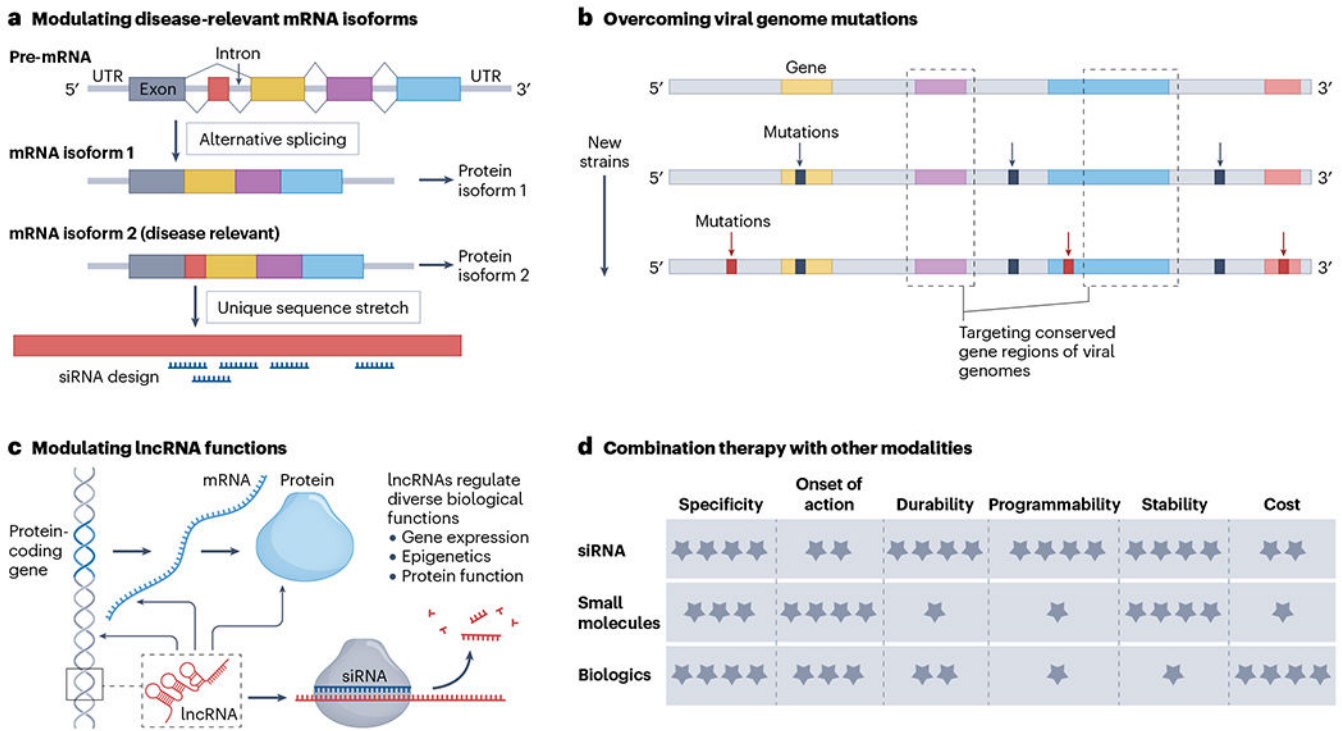 a Modulating disease-relevant mRNA isoforms
Pre-mRNA
Intron
UTR
UTR
5′
Exon
3′
Alternative splicing
mRNA isoform 1
Protein
isoform 1
mRNA isoform 2 (disease relevant)
Protein
isoform 2
Unique sequence stretch
siRNA design
b Overcoming viral genome mutations
Gene
5′
3′
Mutations
New
strains
5′
3′
Mutations
5′
3′
Targeting conserved
gene regions of viral
genomes
c Modulating lncRNA functions
mRNA
Protein
lncRNAs regulate
diverse biological
functions
• Gene expression
• Epigenetics
• Protein function
Protein-
coding
gene
siRNA
lncRNA
d Combination therapy with other modalities
Specificity
Onset of
action
Durability
Programmability
Stability
Cost
siRNA
Small
molecules
Biologics